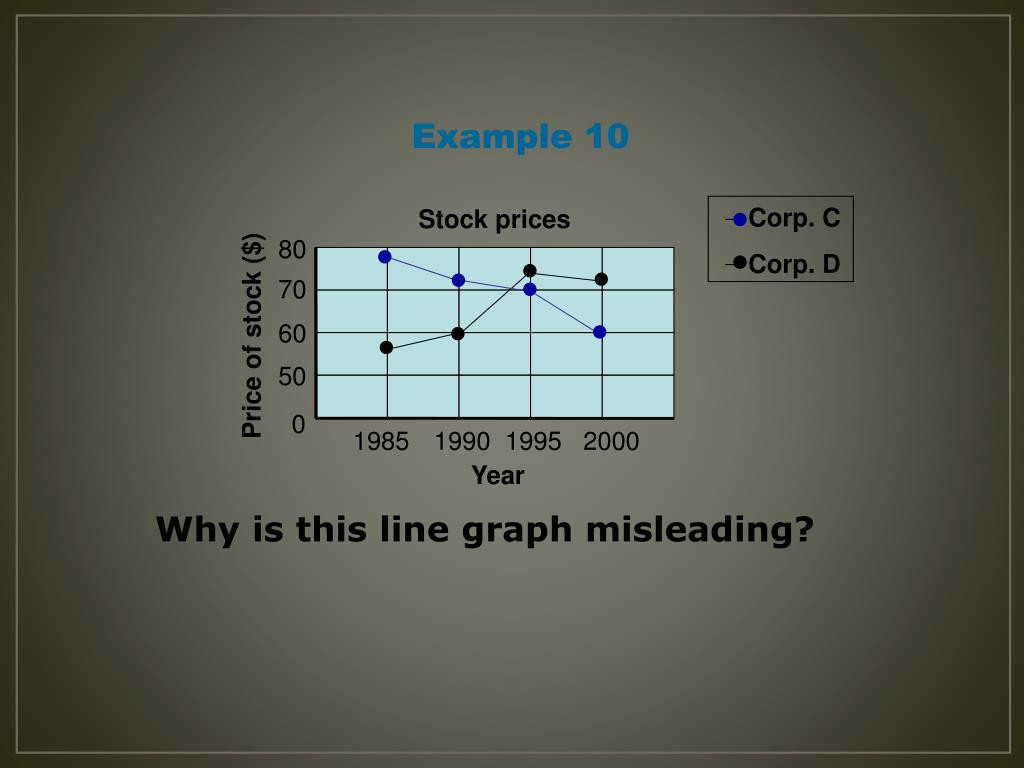 Example 10
Stock prices
Corp. C
Corp. D
Price of stock ($)
80
70
60
50
0
1985 1990 1995 2000
Year
Why is this line graph misleading?